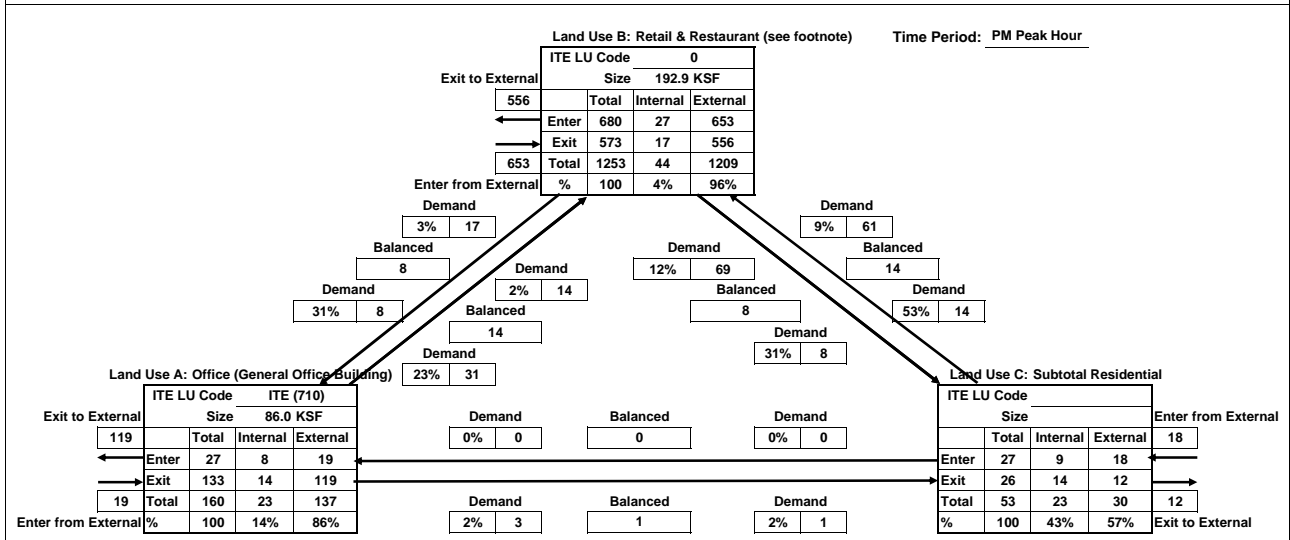 Land Use B: Retail & Restaurant (see footnote) Time Period: PM Peak Hour
ITE LU Code 0
Exit to External Size 192.9 KSF
556 Total Internal External
Enter 680 27 653
Exit 573 17 556
653 Total 1253 44 1209
Enter from External % 100 4% 96%
Demand Demand
3% 17 9% 61
Balanced Demand Balanced
8 Demand 12% 69 14
Demand 2% 14 Balanced Demand
31% 8 Balanced 8 53% 14
14 Demand
Demand 31% 8
Land Use A: Office (General Office Building) 23% 31 Land Use C: Subtotal Residential
ITE LU Code ITE (710) ITE LU Code
Exit to External Size 86.0 KSF Demand Balanced Demand Size Enter from External
119 Total Internal External 0% 0 0 0% 0 Total Internal External 18
Enter 27 8 19 Enter 27 9 18
Exit 133 14 119 Exit 26 14 12
19 Total 160 23 137 Demand Balanced Demand Total 53 23 30 12
Enter from External % 100 14% 86% 2% 3 1 2% 1 % 100 43% 57% Exit to External